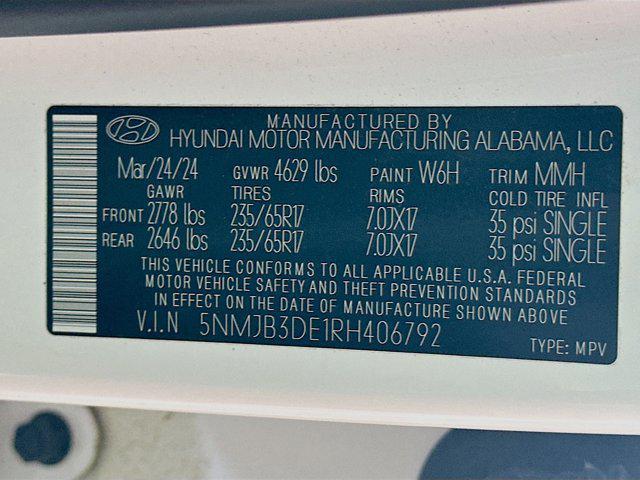 MANUFACTURED BY
HYUNDAI MOTOR MANUFACTURING ALABAMA, LLC
Mar/24/24 GVWR 4629 lbs PAINT W6H TRIM MMH
GAWR TIRES RIMS COLD TIRE INFL
FRONT 2778 lbs 235/65R17 7.0JX17 35 psi SINGLE
REAR 2646 lbs 235/65R17 7.0JX17 35 psi SINGLE
THIS VEHICLE CONFORMS TO ALL APPLICABLE U.S.A. FEDERAL
MOTOR VEHICLE SAFETY AND THEFT PREVENTION STANDARDS
IN EFFECT ON THE DATE OF MANUFACTURE SHOWN ABOVE.
V.I.N 5NMJB3DE1RH406792
TYPE: MPV